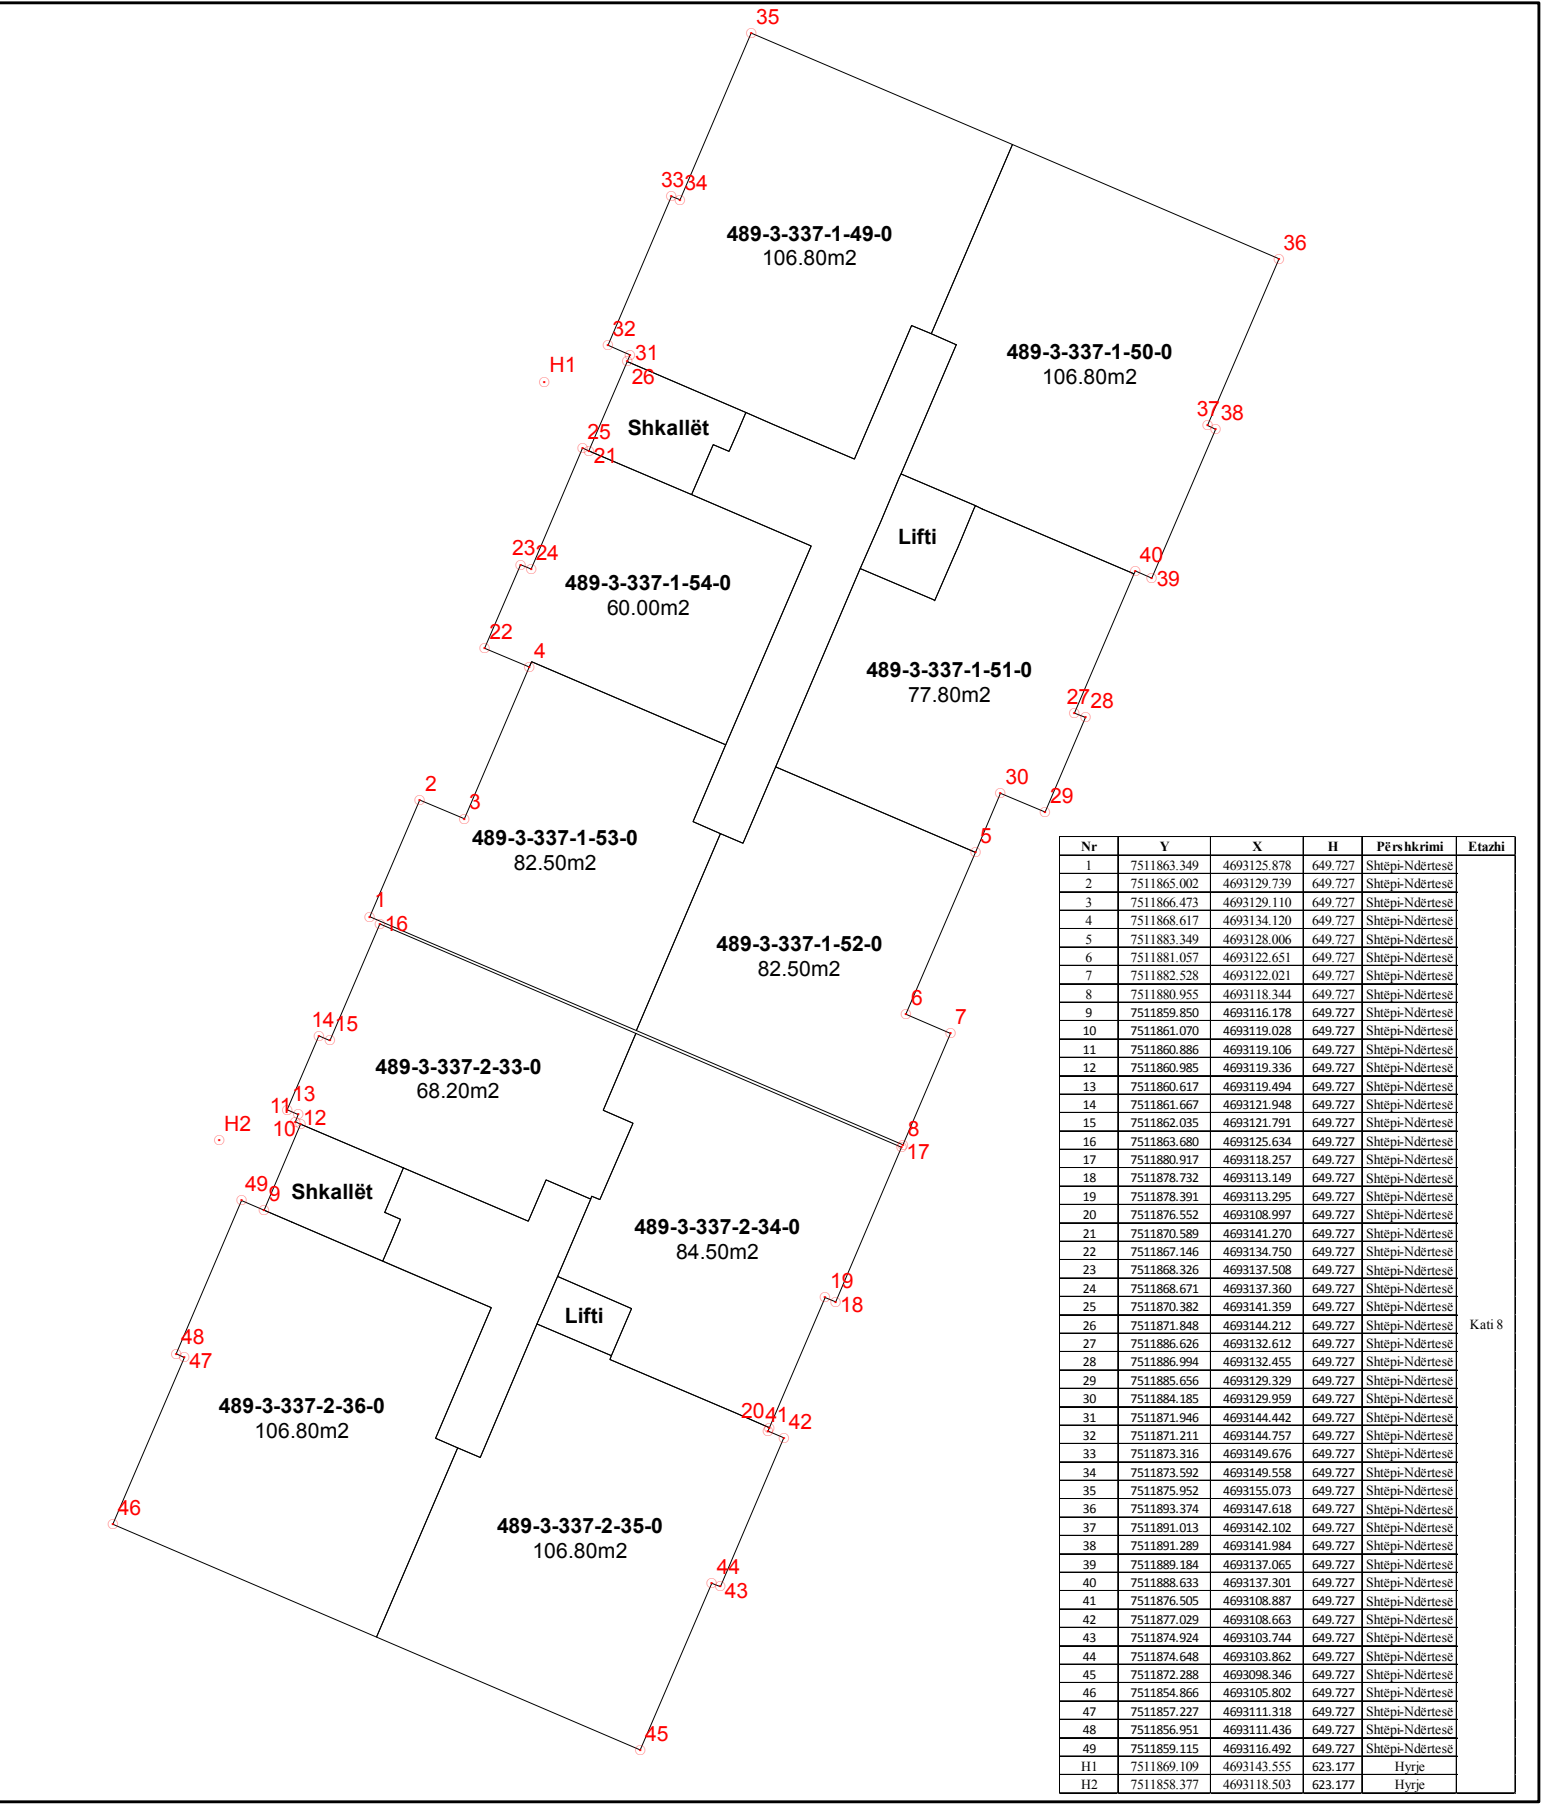 35
33 34
489-3-337-1-49-0
106.80m2
36
32
31
H1
26
489-3-337-1-50-0
106.80m2
37 38
25
Shkallët
21
Lifti
23 24
40
39
489-3-337-1-54-0
60.00m2
22
4
489-3-337-1-51-0
77.80m2
27 28
2
30
3
29
489-3-337-1-53-0
82.50m2
5
1
16
489-3-337-1-52-0
82.50m2
6
7
14 15
489-3-337-2-33-0
68.20m2
11 13
H2
10 12
8
17
49 9
Shkallët
489-3-337-2-34-0
84.50m2
19
18
Lifti
48
47
489-3-337-2-36-0
106.80m2
20 41 42
46
489-3-337-2-35-0
106.80m2
44
43
45
Nr Y X H Përshkrimi Etazhi
1 7511863.349 4693125.878 649.727 Shtëpi-Ndërtesë
2 7511865.002 4693129.739 649.727 Shtëpi-Ndërtesë
3 7511866.473 4693129.110 649.727 Shtëpi-Ndërtesë
4 7511868.617 4693134.120 649.727 Shtëpi-Ndërtesë
5 7511883.349 4693128.006 649.727 Shtëpi-Ndërtesë
6 7511881.057 4693122.651 649.727 Shtëpi-Ndërtesë
7 7511882.528 4693122.021 649.727 Shtëpi-Ndërtesë
8 7511880.955 4693118.344 649.727 Shtëpi-Ndërtesë
9 7511859.850 4693116.178 649.727 Shtëpi-Ndërtesë
10 7511861.070 4693119.028 649.727 Shtëpi-Ndërtesë
11 7511860.886 4693119.106 649.727 Shtëpi-Ndërtesë
12 7511860.985 4693119.336 649.727 Shtëpi-Ndërtesë
13 7511860.617 4693119.494 649.727 Shtëpi-Ndërtesë
14 7511861.667 4693121.948 649.727 Shtëpi-Ndërtesë
15 7511862.035 4693121.791 649.727 Shtëpi-Ndërtesë
16 7511863.680 4693125.634 649.727 Shtëpi-Ndërtesë
17 7511880.917 4693118.257 649.727 Shtëpi-Ndërtesë
18 7511878.732 4693113.149 649.727 Shtëpi-Ndërtesë
19 7511878.391 4693113.295 649.727 Shtëpi-Ndërtesë
20 7511876.552 4693108.997 649.727 Shtëpi-Ndërtesë
21 7511870.589 4693141.270 649.727 Shtëpi-Ndërtesë
22 7511867.146 4693134.750 649.727 Shtëpi-Ndërtesë
23 7511868.326 4693137.508 649.727 Shtëpi-Ndërtesë
24 7511868.671 4693137.360 649.727 Shtëpi-Ndërtesë
25 7511870.382 4693141.359 649.727 Shtëpi-Ndërtesë
26 7511871.848 4693144.212 649.727 Shtëpi-Ndërtesë Kati 8
27 7511886.626 4693132.612 649.727 Shtëpi-Ndërtesë
28 7511886.994 4693132.455 649.727 Shtëpi-Ndërtesë
29 7511885.656 4693129.329 649.727 Shtëpi-Ndërtesë
30 7511884.185 4693129.959 649.727 Shtëpi-Ndërtesë
31 7511871.946 4693144.442 649.727 Shtëpi-Ndërtesë
32 7511871.211 4693144.757 649.727 Shtëpi-Ndërtesë
33 7511873.316 4693149.676 649.727 Shtëpi-Ndërtesë
34 7511873.592 4693149.558 649.727 Shtëpi-Ndërtesë
35 7511875.952 4693155.073 649.727 Shtëpi-Ndërtesë
36 7511893.374 4693147.618 649.727 Shtëpi-Ndërtesë
37 7511891.013 4693142.102 649.727 Shtëpi-Ndërtesë
38 7511891.289 4693141.984 649.727 Shtëpi-Ndërtesë
39 7511889.184 4693137.065 649.727 Shtëpi-Ndërtesë
40 7511888.633 4693137.301 649.727 Shtëpi-Ndërtesë
41 7511876.505 4693108.887 649.727 Shtëpi-Ndërtesë
42 7511877.029 4693108.663 649.727 Shtëpi-Ndërtesë
43 7511874.924 4693103.744 649.727 Shtëpi-Ndërtesë
44 7511874.648 4693103.862 649.727 Shtëpi-Ndërtesë
45 7511872.288 4693098.346 649.727 Shtëpi-Ndërtesë
46 7511854.866 4693105.802 649.727 Shtëpi-Ndërtesë
47 7511857.227 4693111.318 649.727 Shtëpi-Ndërtesë
48 7511856.951 4693111.436 649.727 Shtëpi-Ndërtesë
49 7511859.115 4693116.492 649.727 Shtëpi-Ndërtesë
H1 7511869.109 4693143.555 623.177 Hyrje
H2 7511858.377 4693118.503 623.177 Hyrje